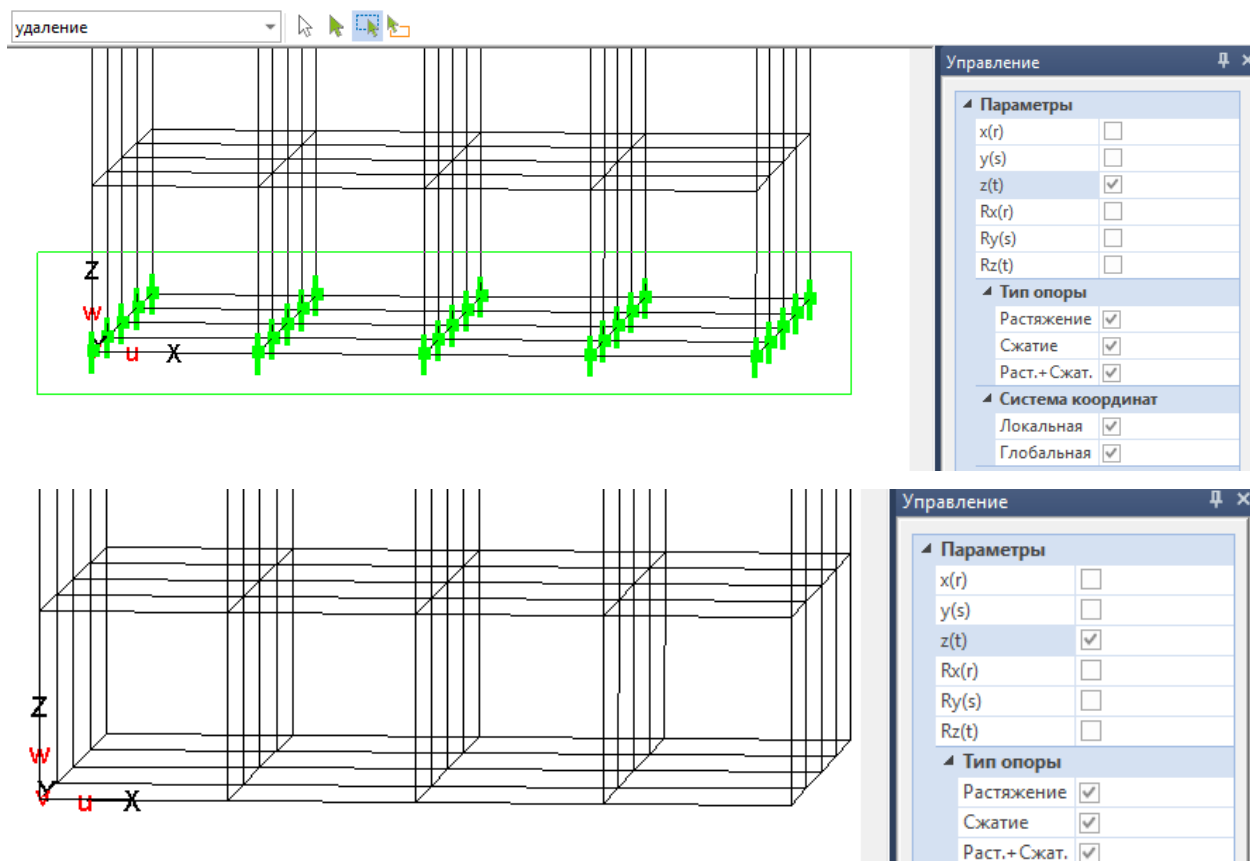 удаление
Управление
Параметры
x(r)
y(s)
z(t)
Rx(r)
Ry(s)
Rz(t)
Тип опоры
Растяжение
Сжатие
Раст.+Сжат.
Система координат
Локальная
Глобальная
Z
w
u X
Управление
Параметры
x(r)
y(s)
z(t)
Rx(r)
Ry(s)
Rz(t)
Тип опоры
Растяжение
Сжатие
Раст.+Сжат.
Z
w
Y
v u X